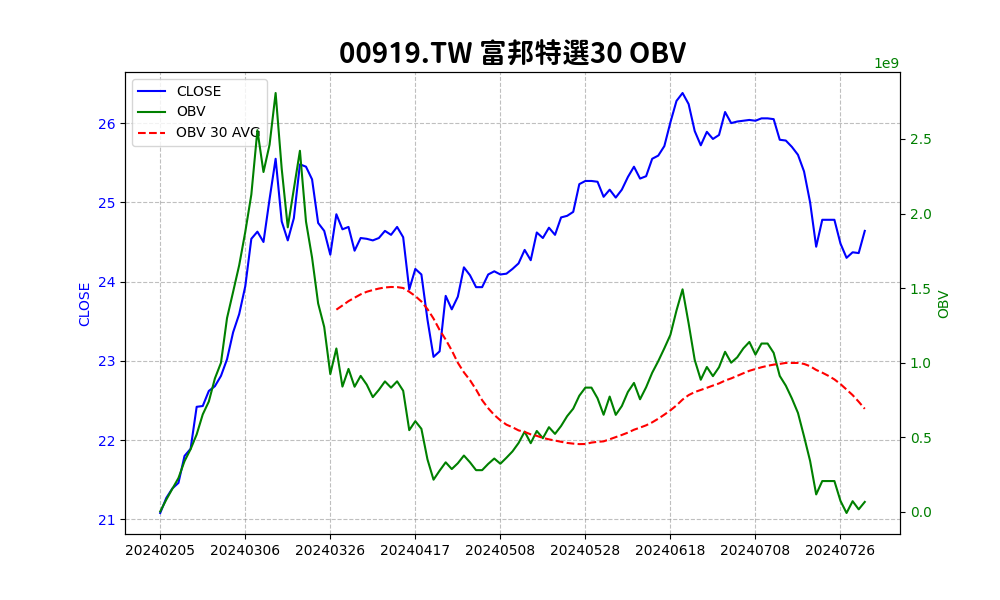 00919.TW 富邦特選30 OBV
1e9
CLOSE
OBV
OBV 30 AVG
26
25
24
23
22
21
CLOSE
2.5
2.0
1.5
1.0
0.5
0.0
OBV
20240205 20240306 20240326 20240417 20240508 20240528 20240618 20240708 20240726